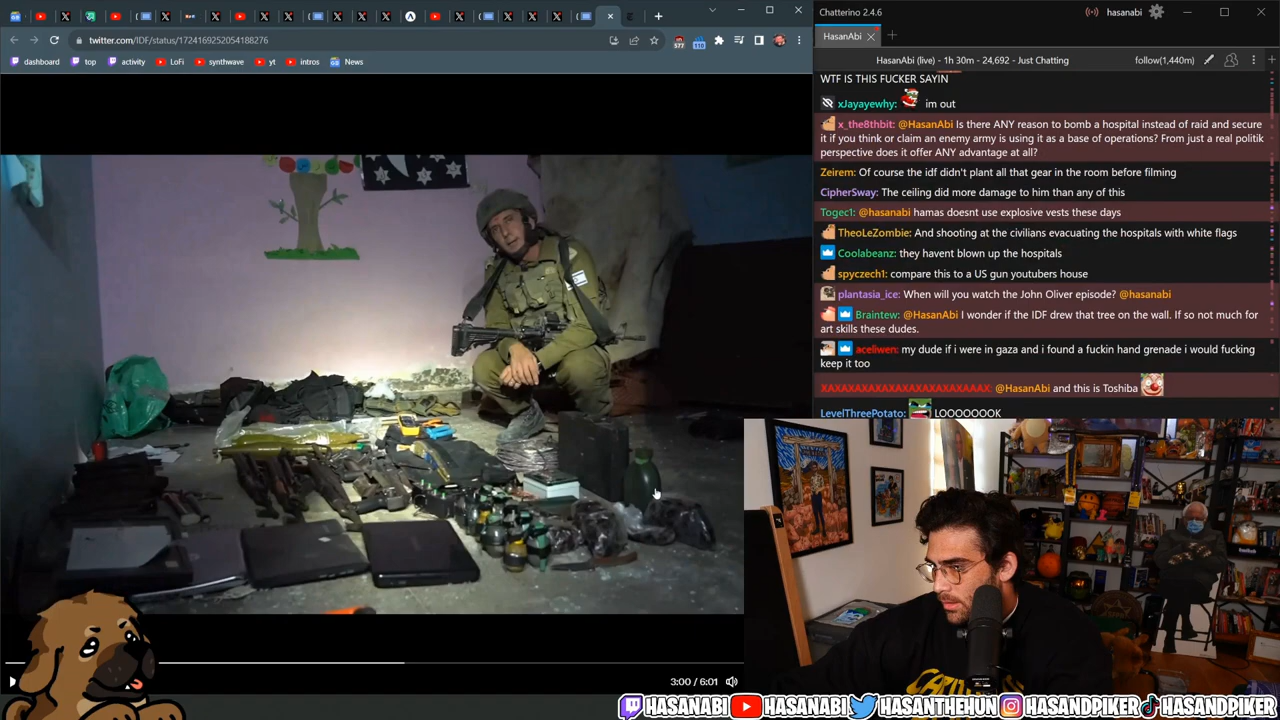 Chatterino 2.4.6
hasanabi
HasanAbi
twitter.com/IDF/status/1724169252054188276
577
510
dashboard
top
activity
LoFi
synthwave
yt
intros
News
HasanAbi (live) - 1h 30m - 24,692 - Just Chatting
follow(1,440m)
WTF IS THIS FUCKER SAYIN
xJayayewhy: im out
x_the8thbit: @HasanAbi Is there ANY reason to bomb a hospital instead of raid and secure
it if you think or claim an enemy army is using it as a base of operations? From just a real politik
perspective does it offer ANY advantage at all?
Zeirem: Of course the idf didn't plant all that gear in the room before filming
CipherSway: The ceiling did more damage to him than any of this
Togec1: @hasanabi hamas doesnt use explosive vests these days
TheoLeZombie: And shooting at the civilians evacuating the hospitals with white flags
Coolabeanz: they havent blown up the hospitals
spyczech1: compare this to a US gun youtubers house
plantasia_ice: When will you watch the John Oliver episode? @hasanabi
Braintew: @HasanAbi I wonder if the IDF drew that tree on the wall. If so not much for
art skills these dudes.
aceliwen: my dude if i were in gaza and i found a fuckin hand grenade i would fucking
keep it too
@HasanAbi and this is Toshiba
LevelThreePotato: LOOOOOOOK
3:00 / 6:01
HASANABI
HASANABI
HASANTHEHUN
HASANDPIKER
HASANDPIKER